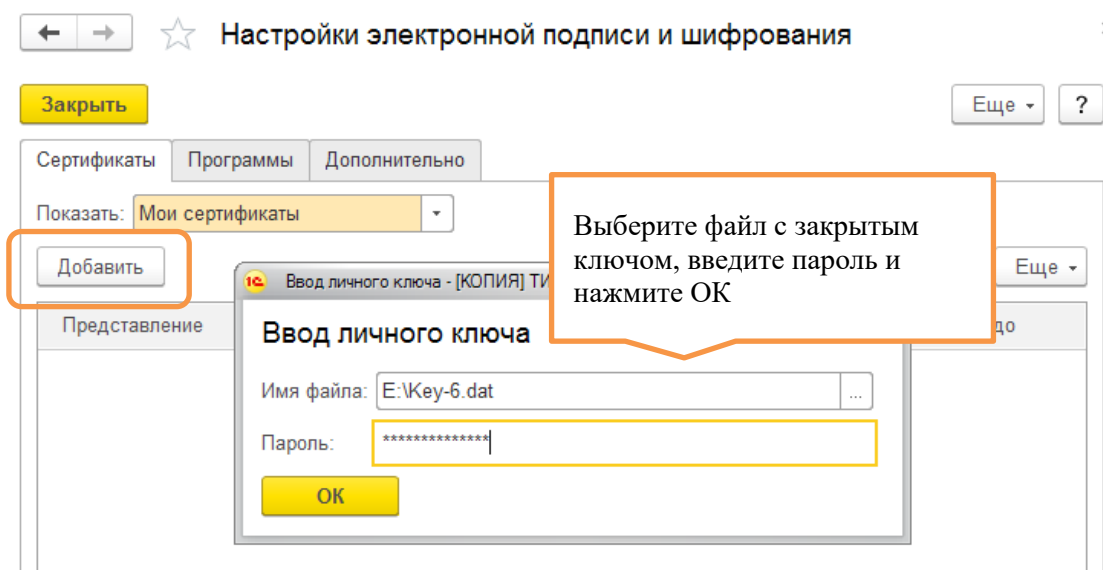 Настройки электронной подписи и шифрования
Закрыть
Еще
?
Сертификаты
Программы
Дополнительно
Показать: Мои сертификаты
Добавить
Еще
Выберите файл с закрытым
ключом, введите пароль и
нажмите ОК
Представление
до
1С Ввод личного ключа - [КОПИЯ] ТИ
Ввод личного ключа
Имя файла: E:\Key-6.dat
...
Пароль: **************
ОК